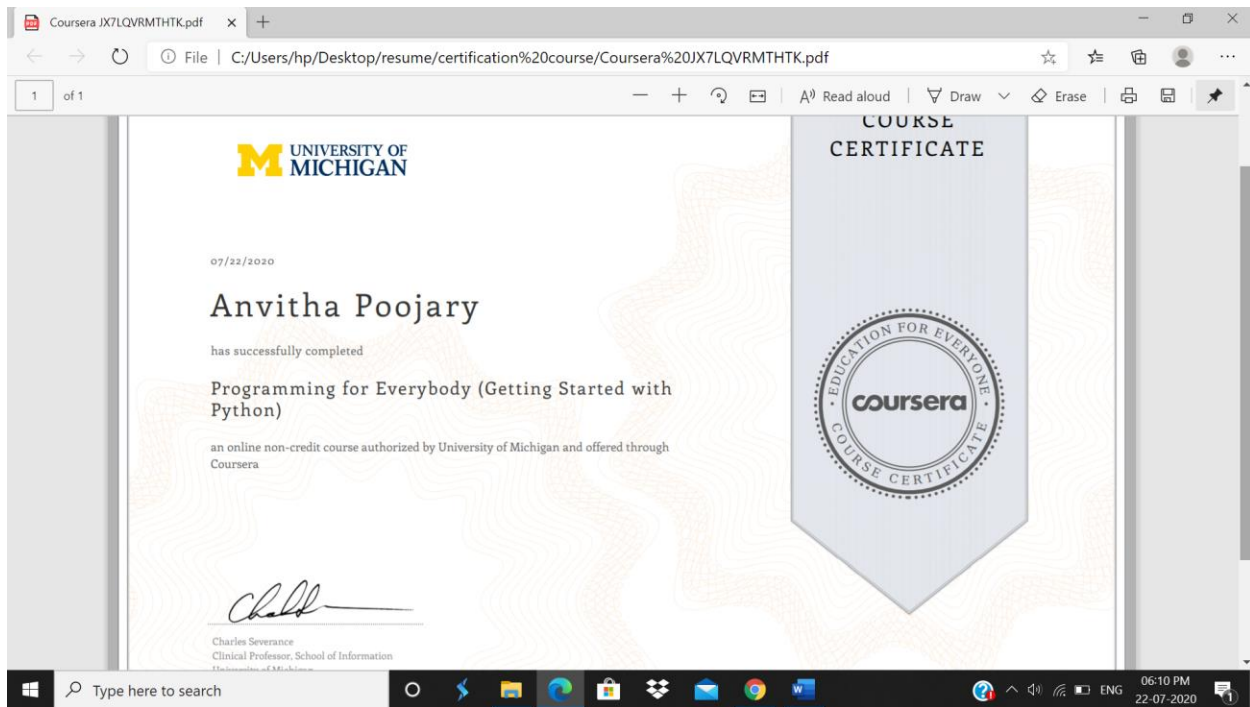 Coursera JX7LQVRMTHTK.pdf
File | C:/Users/hp/Desktop/resume/certification%20course/Coursera%20JX7LQVRMTHTK.pdf
1 of 1
Read aloud
Draw
Erase
COURSE
CERTIFICATE
UNIVERSITY OF
MICHIGAN
07/22/2020
Anvitha Poojary
has successfully completed
Programming for Everybody (Getting Started with
Python)
an online non-credit course authorized by University of Michigan and offered through
Coursera
EDUCATION FOR EVERYONE
coursera
COURSE CERTIFICATE
Charles Severance
Clinical Professor, School of Information
University of Michigan
Type here to search
ENG
06:10 PM
22-07-2020